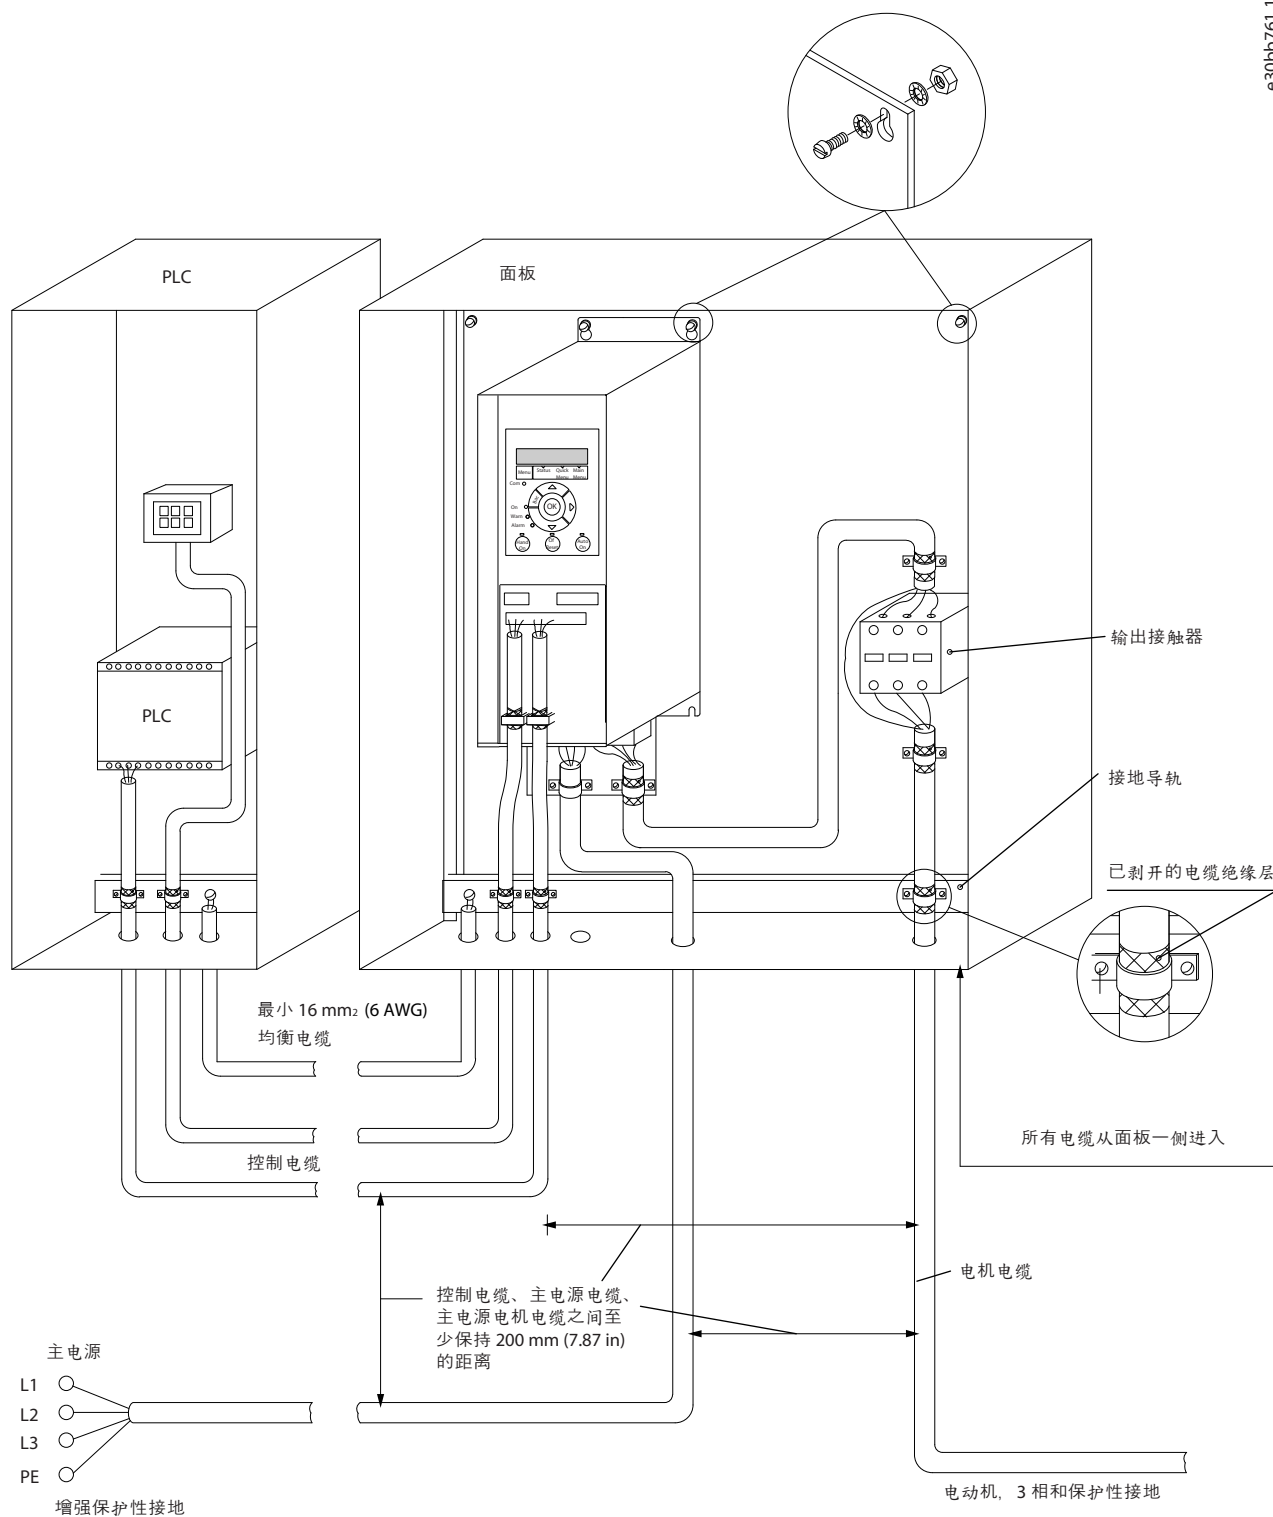 e30bb761.1
PLC
面板
Menu
Status
Quick Menu
Main Menu
Com
OK
On
Warn
Alarm
Hand On
Off Reset
Auto On
PLC
输出接触器
接地导轨
已剥开的电缆绝缘层
最小 16 mm2 (6 AWG)
均衡电缆
控制电缆
所有电缆从面板一侧进入
控制电缆、主电源电缆、
主电源电机电缆之间至
少保持 200 mm (7.87 in)
的距离
电机电缆
主电源
L1
L2
L3
PE
增强保护性接地
电动机, 3 相和保护性接地